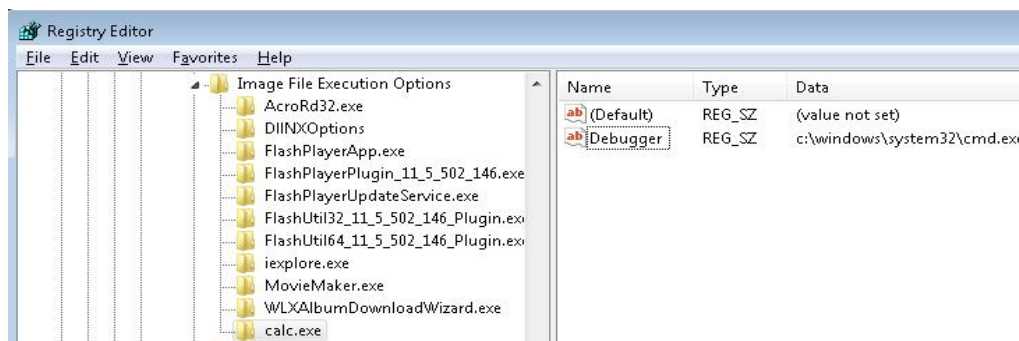 Registry Editor
File Edit View Favorites Help
Image File Execution Options
AcroRd32.exe
DIINXOptions
FlashPlayerApp.exe
FlashPlayerPlugin_11_5_502_146.exe
FlashPlayerUpdateService.exe
FlashUtil32_11_5_502_146_Plugin.ex
FlashUtil64_11_5_502_146_Plugin.ex
iexplore.exe
MovieMaker.exe
WLXAlbumDownloadWizard.exe
calc.exe
Name Type Data
ab (Default) REG_SZ (value not set)
ab Debugger REG_SZ c:\windows\system32\cmd.exe